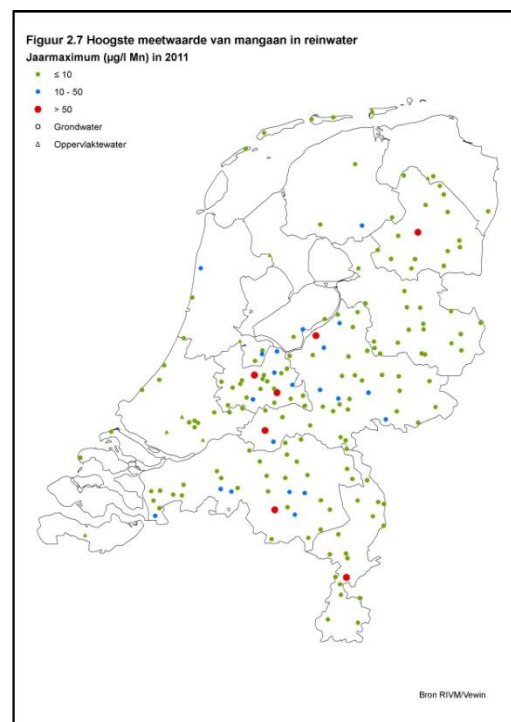 Figuur 2.7 Hoogste meetwaarde van mangaan in reinwater
Jaarmaximum (µg/l Mn) in 2011
≤ 10
10 - 50
> 50
Grondwater
Oppervlaktewater
Bron RIVM/Vewin